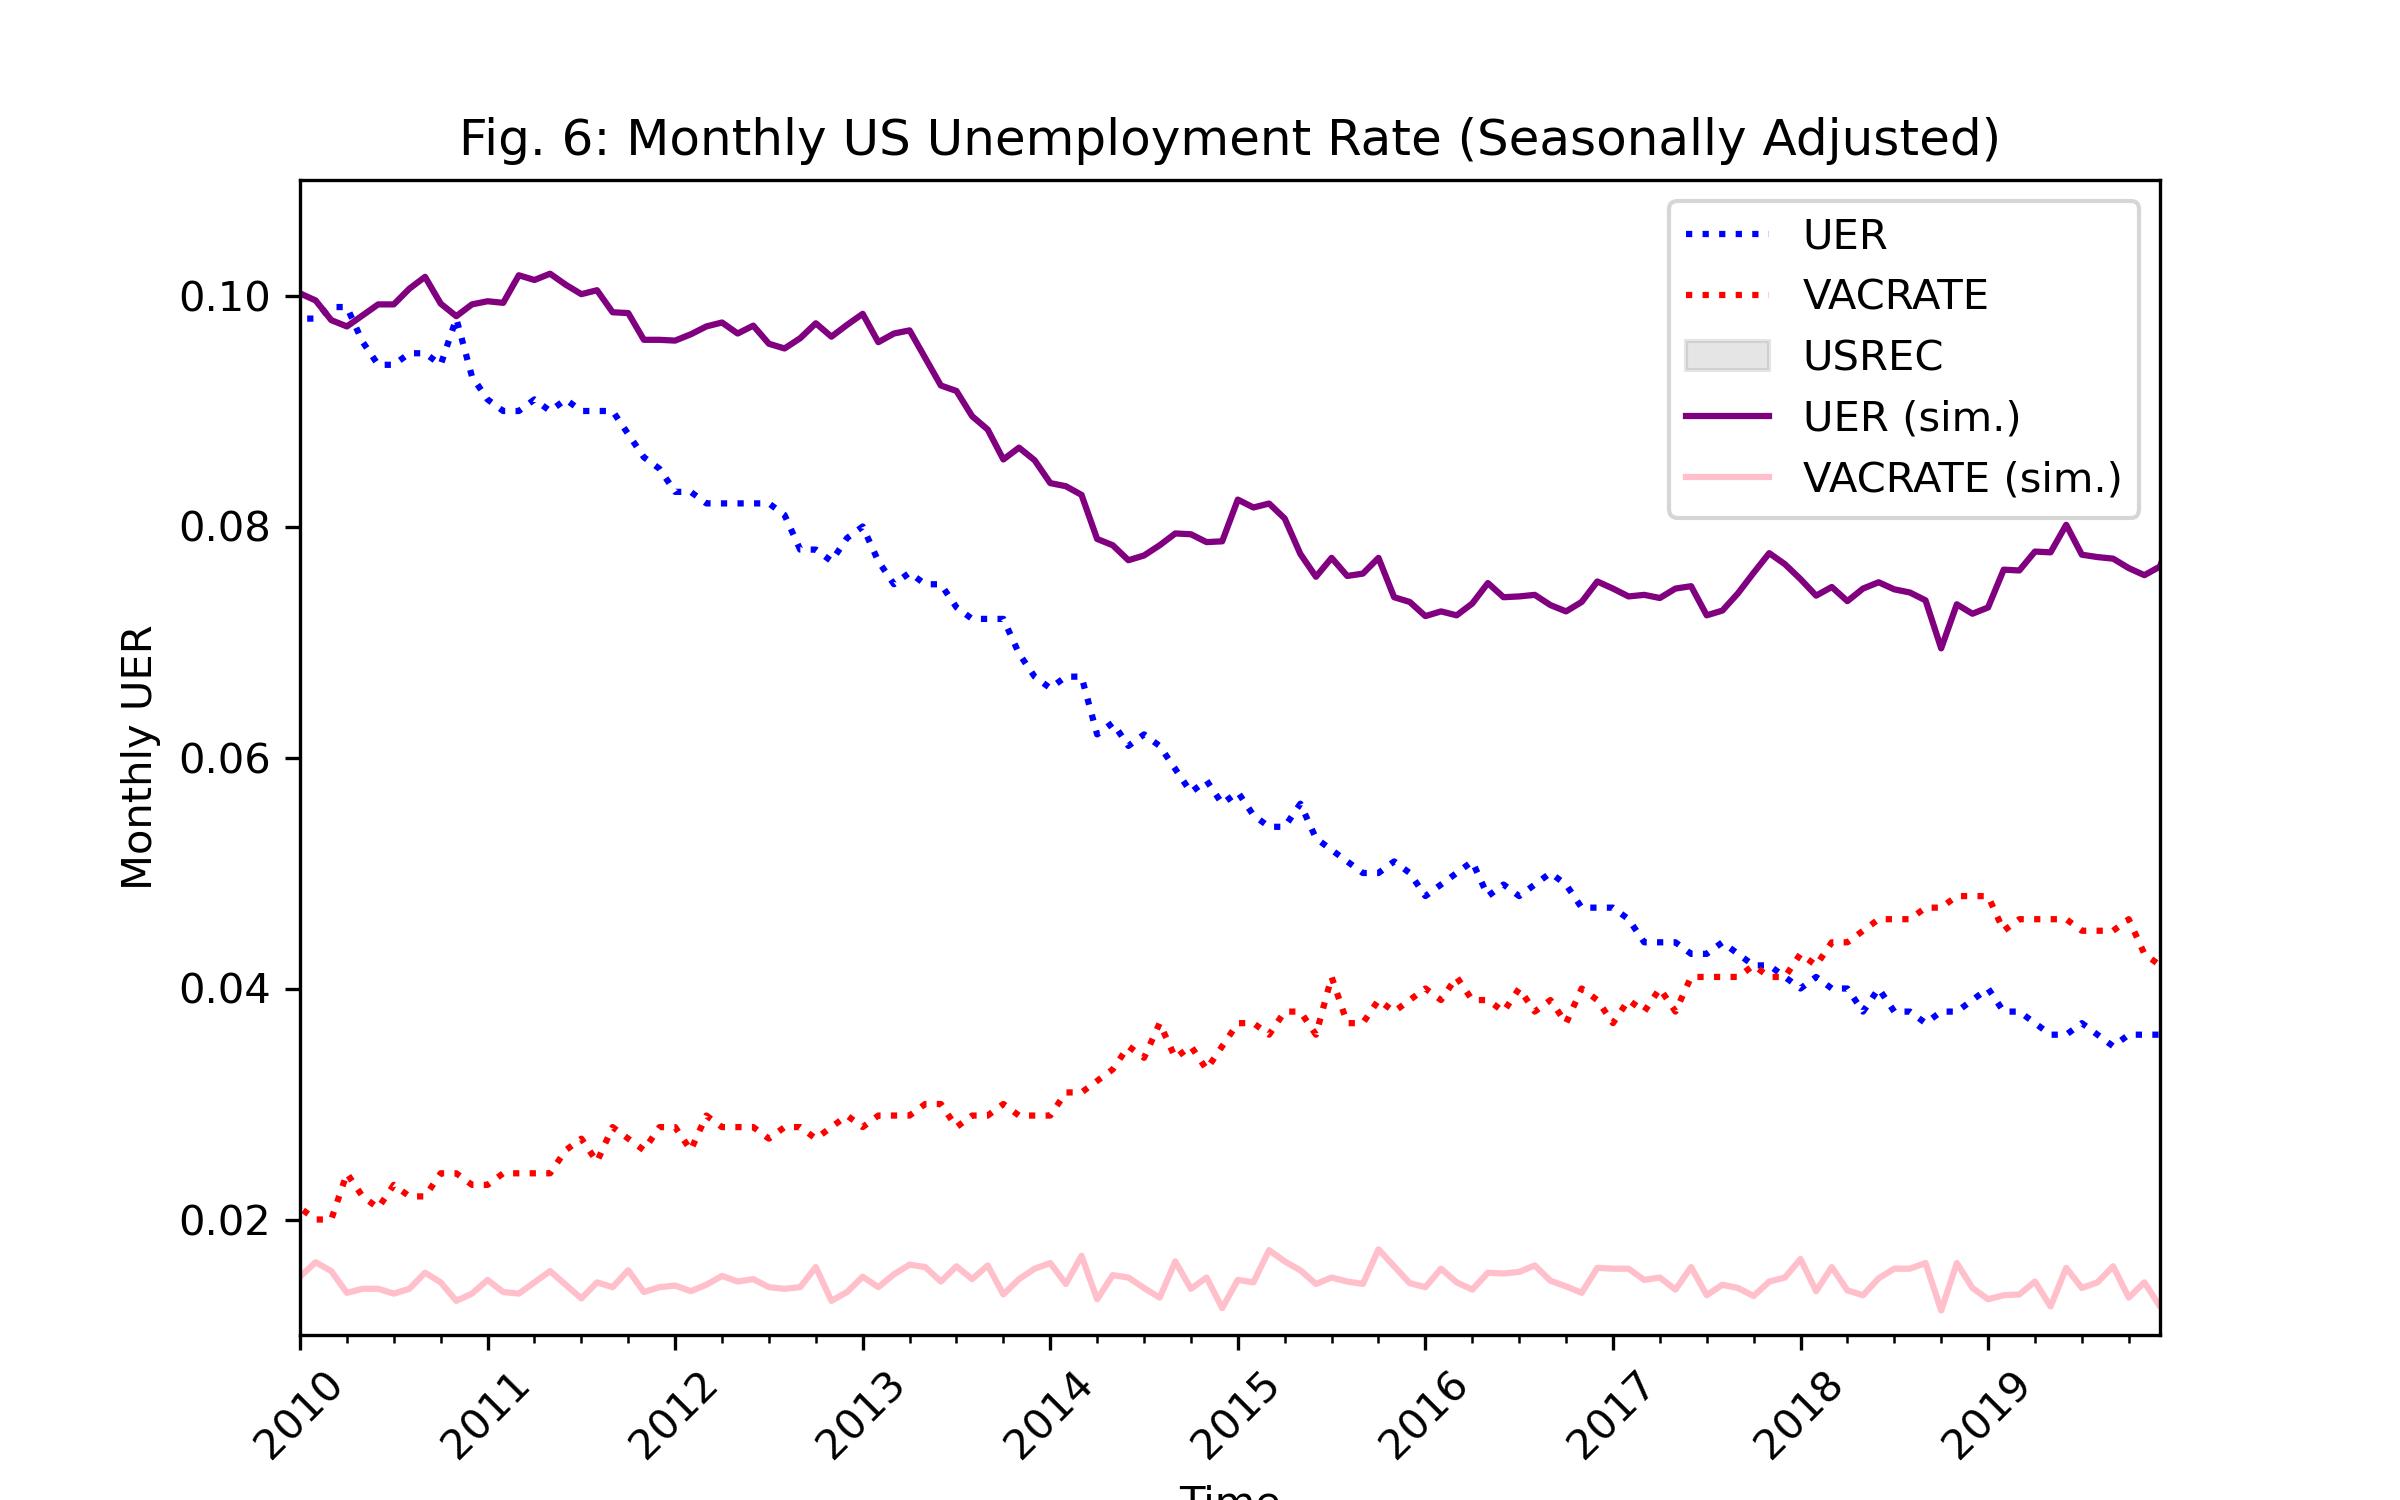 Fig. 6: Monthly US Unemployment Rate (Seasonally Adjusted)
UER
VACRATE
USREC
UER (sim.)
VACRATE (sim.)
0.10
0.08
0.06
0.04
0.02
Monthly UER
2010
2011
2012
2013
2014
2015
2016
2017
2018
2019
Time